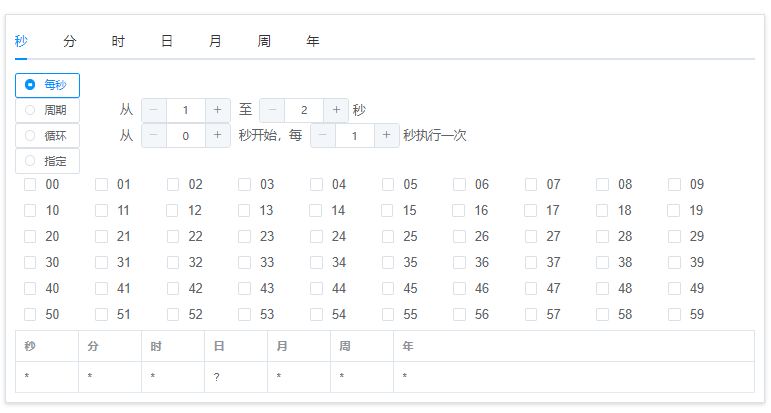 秒 分 时 日 月 周 年
每秒
周期 从 － 1 + 至 － 2 + 秒
循环 从 － 0 + 秒开始，每 － 1 + 秒执行一次
指定
00 01 02 03 04 05 06 07 08 09
10 11 12 13 14 15 16 17 18 19
20 21 22 23 24 25 26 27 28 29
30 31 32 33 34 35 36 37 38 39
40 41 42 43 44 45 46 47 48 49
50 51 52 53 54 55 56 57 58 59
秒 分 时 日 月 周 年
* * * ? * * *